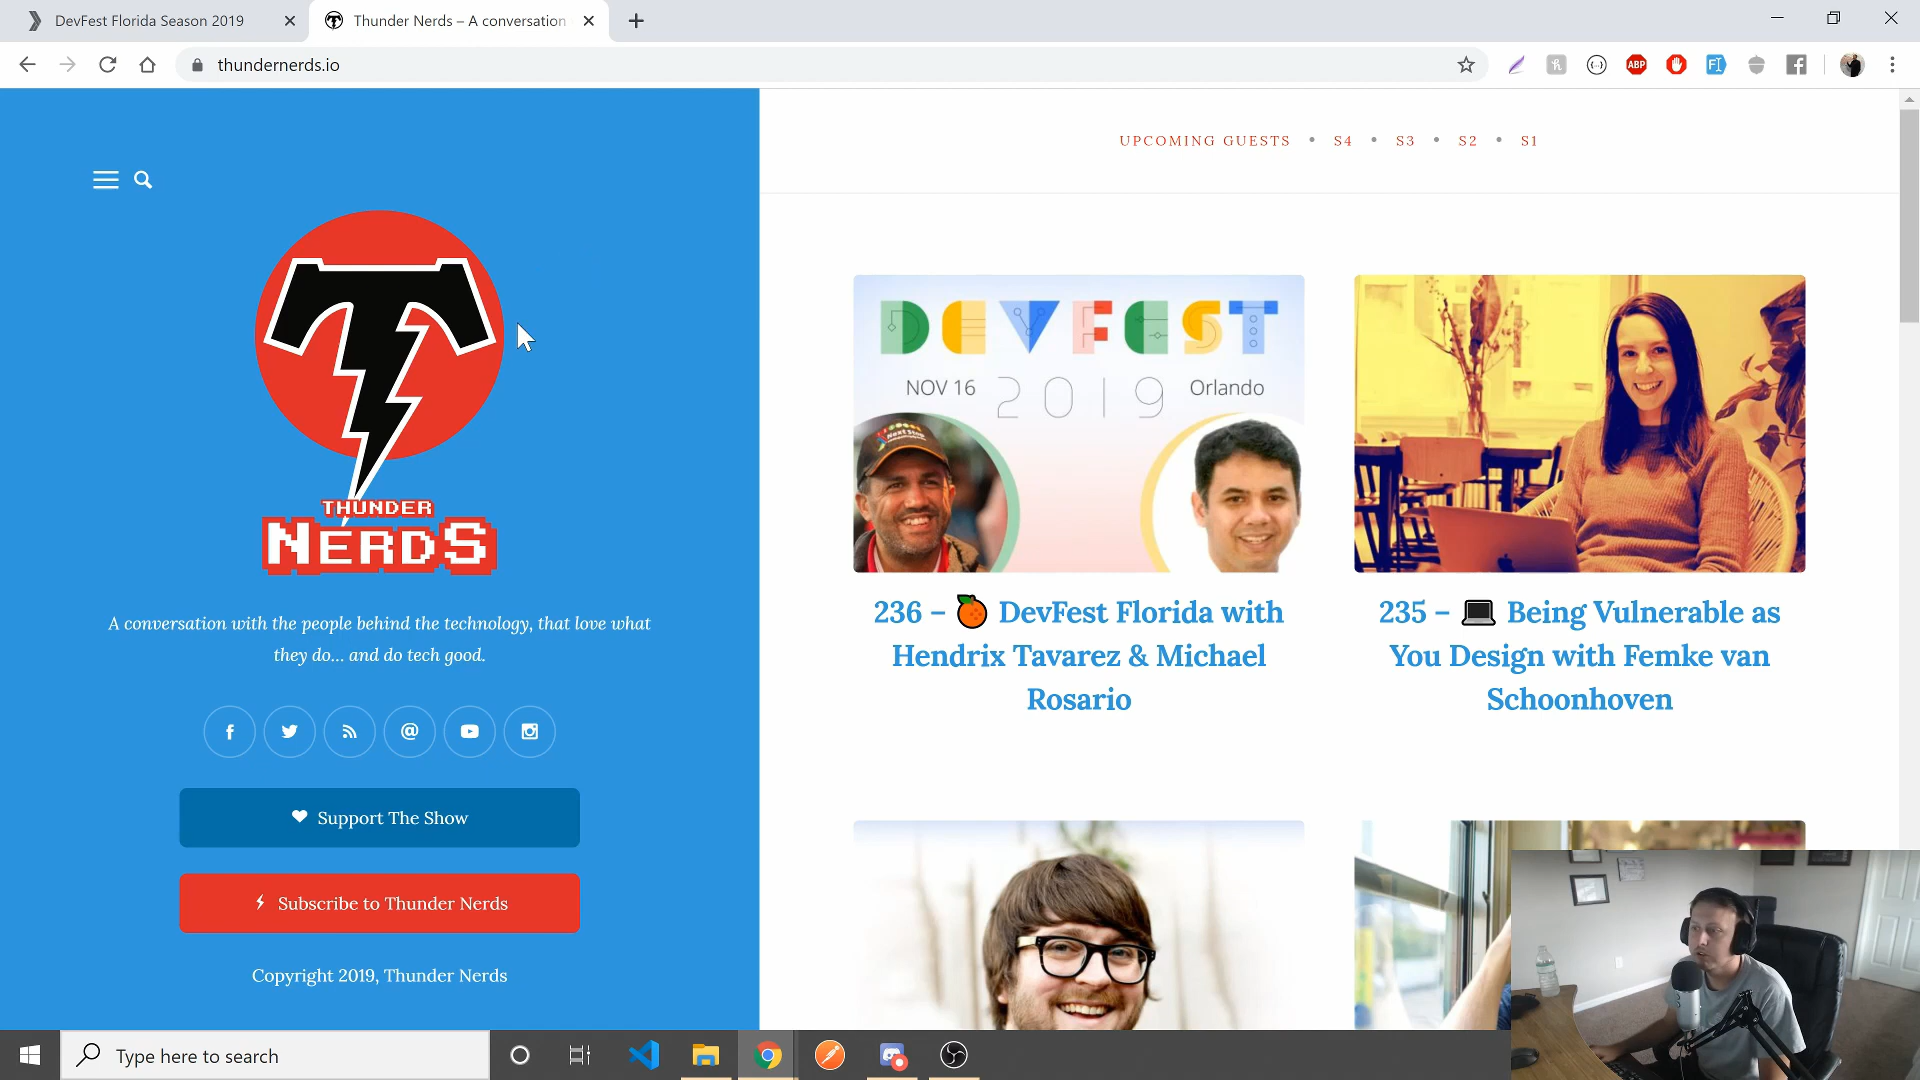 DevFest Florida Season 2019
Thunder Nerds – A conversation
thundernerds.io
ABP
UPCOMING GUESTS • S4 • S3 • S2 • S1
THUNDER
NERDS
A conversation with the people behind the technology, that love what
they do... and do tech good.
Support The Show
Subscribe to Thunder Nerds
Copyright 2019, Thunder Nerds
DEVFEST
NOV 16 2019 Orlando
236 – 🍊 DevFest Florida with
Hendrix Tavarez & Michael
Rosario
235 – 💻 Being Vulnerable as
You Design with Femke van
Schoonhoven
Type here to search